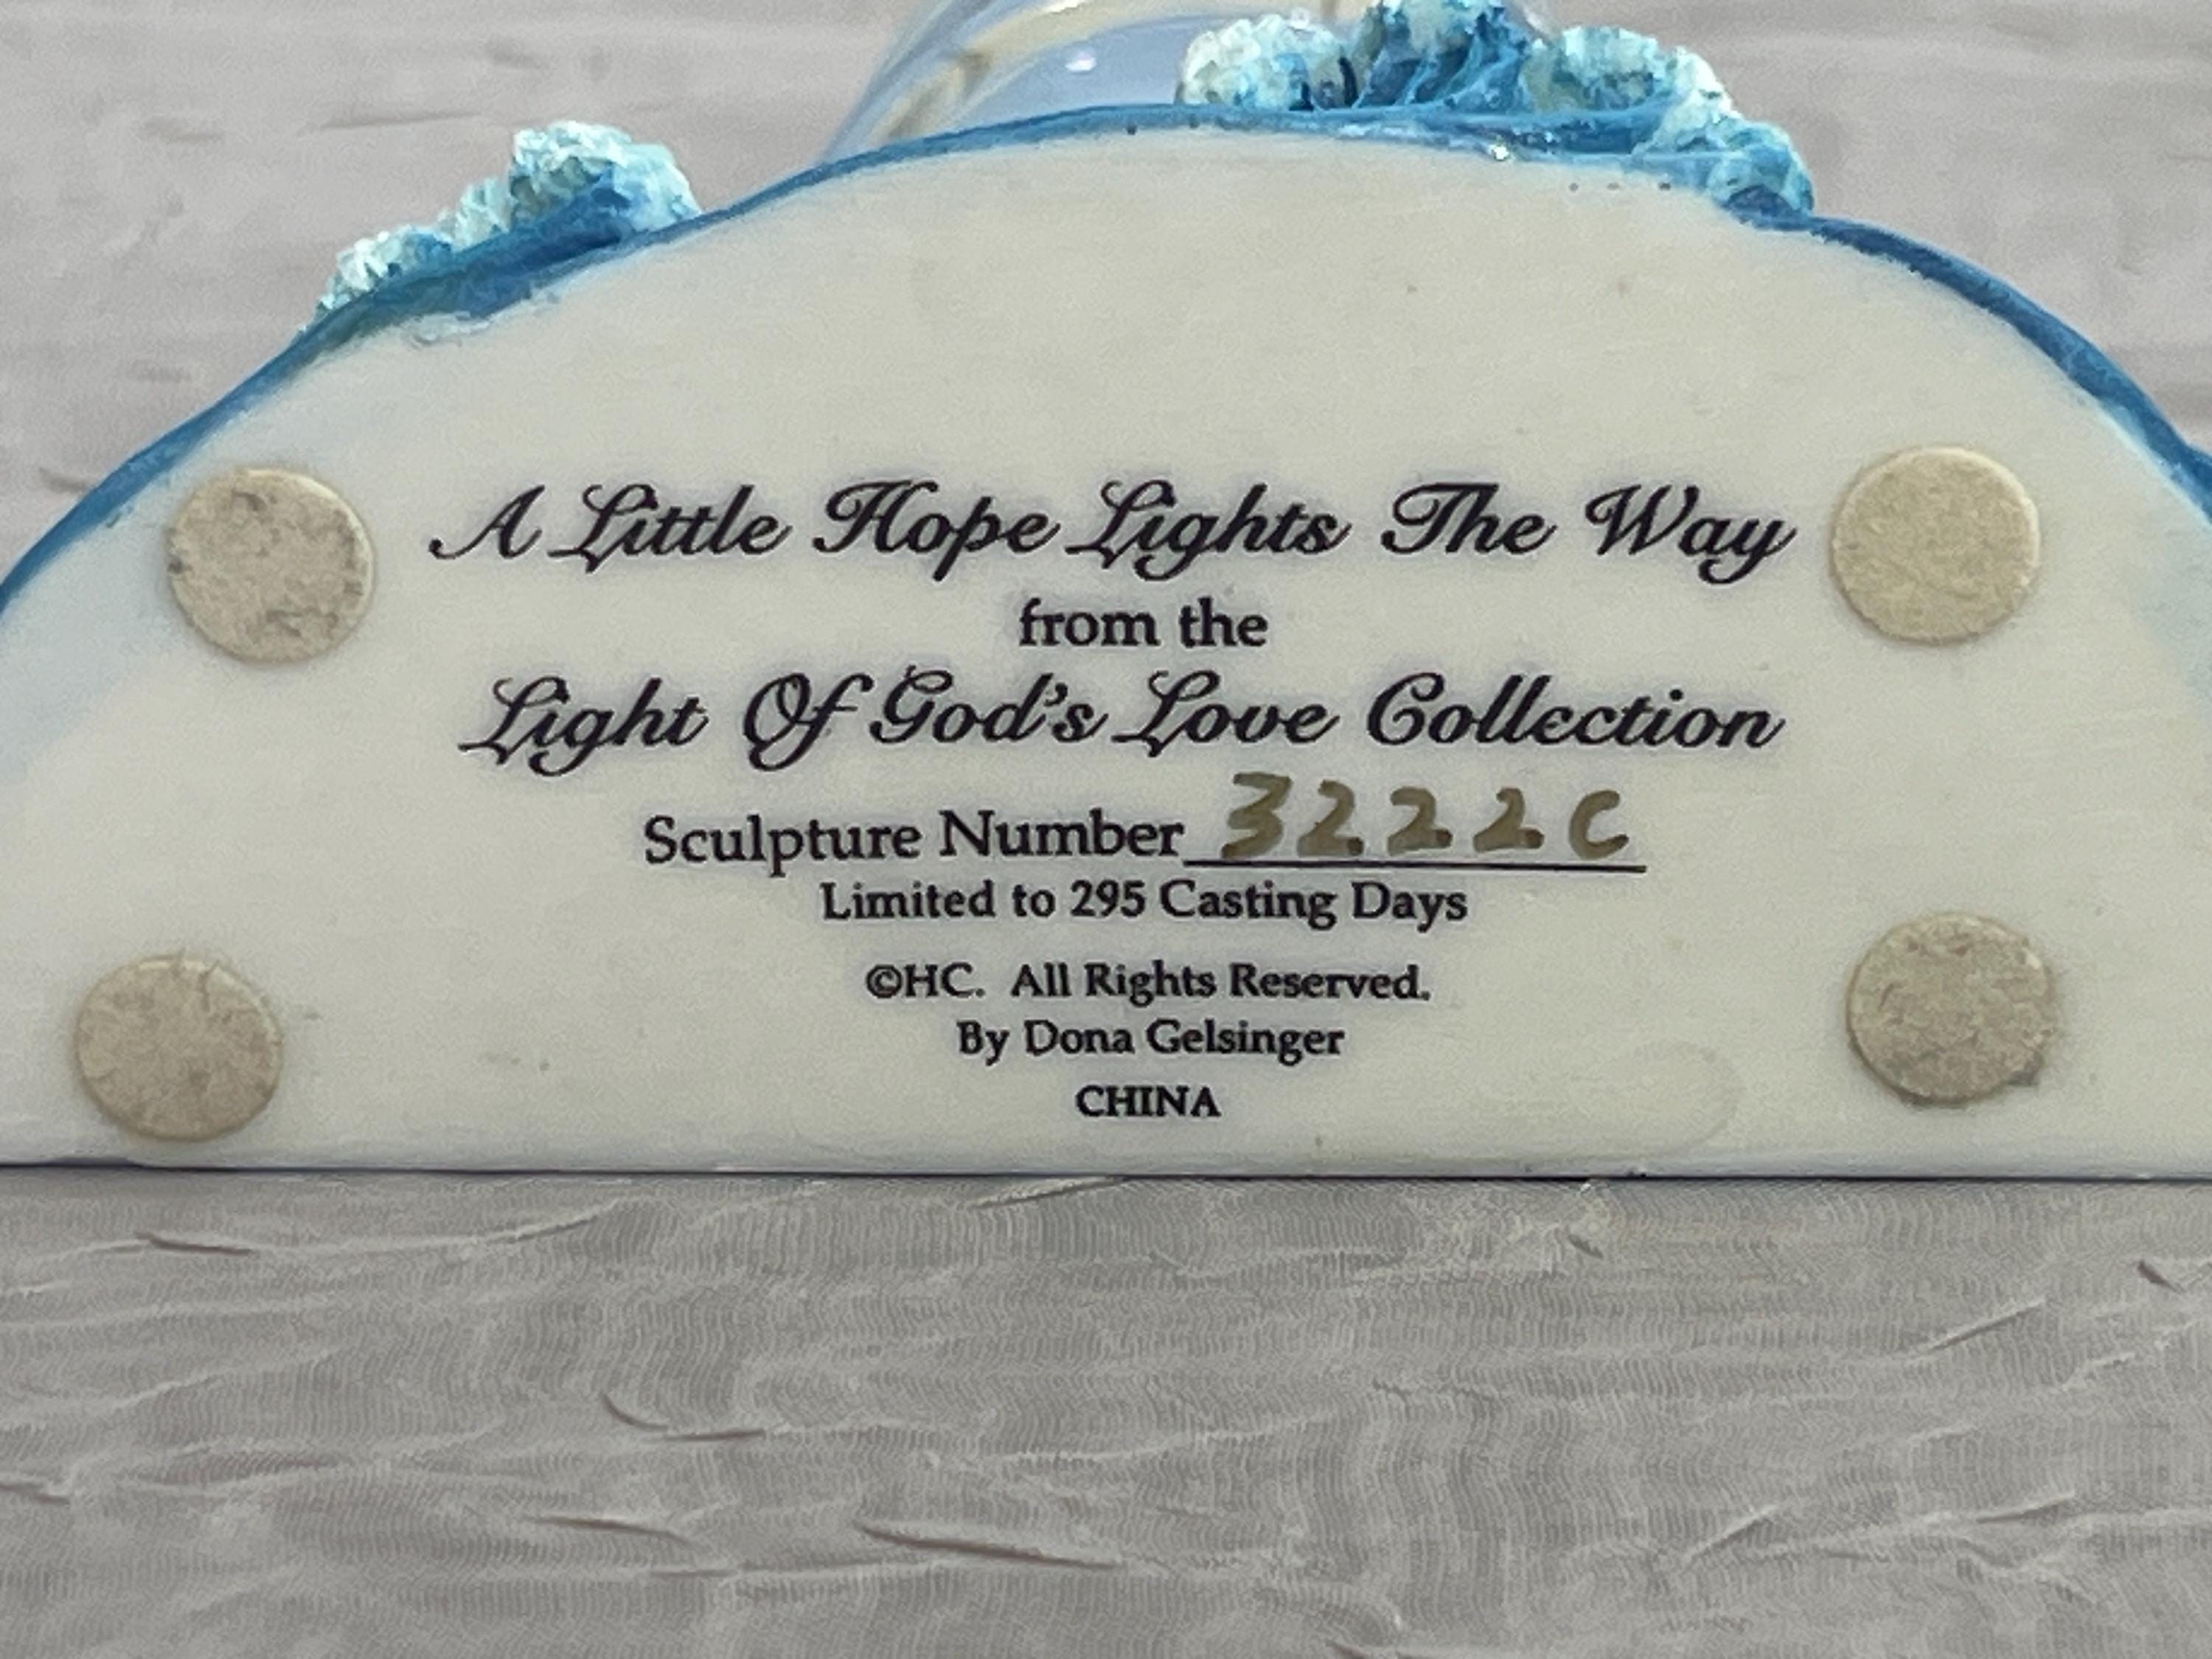 A Little Hope Lights The Way
from the
Light Of God's Love Collection
Sculpture Number 3222C
Limited to 295 Casting Days
©HC. All Rights Reserved.
By Dona Gelsinger
CHINA